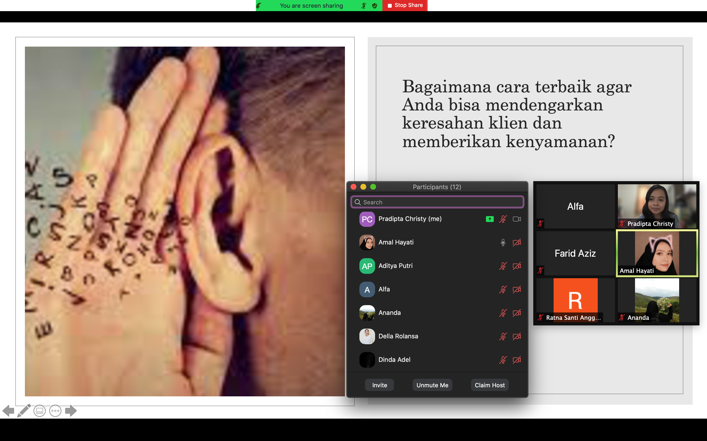 You are screen sharing
Stop Share
Bagaimana cara terbaik agar
Anda bisa mendengarkan
keresahan klien dan
memberikan kenyamanan?
Participants (12)
Search
PC Pradipta Christy (me)
Amal Hayati
AP Aditya Putri
A Alfa
Ananda
Della Rolansa
Dinda Adel
Invite
Unmute Me
Claim Host
Alfa
Pradipta Christy
Farid Aziz
Amal Hayati
R
Ratna Santi Angg...
Ananda